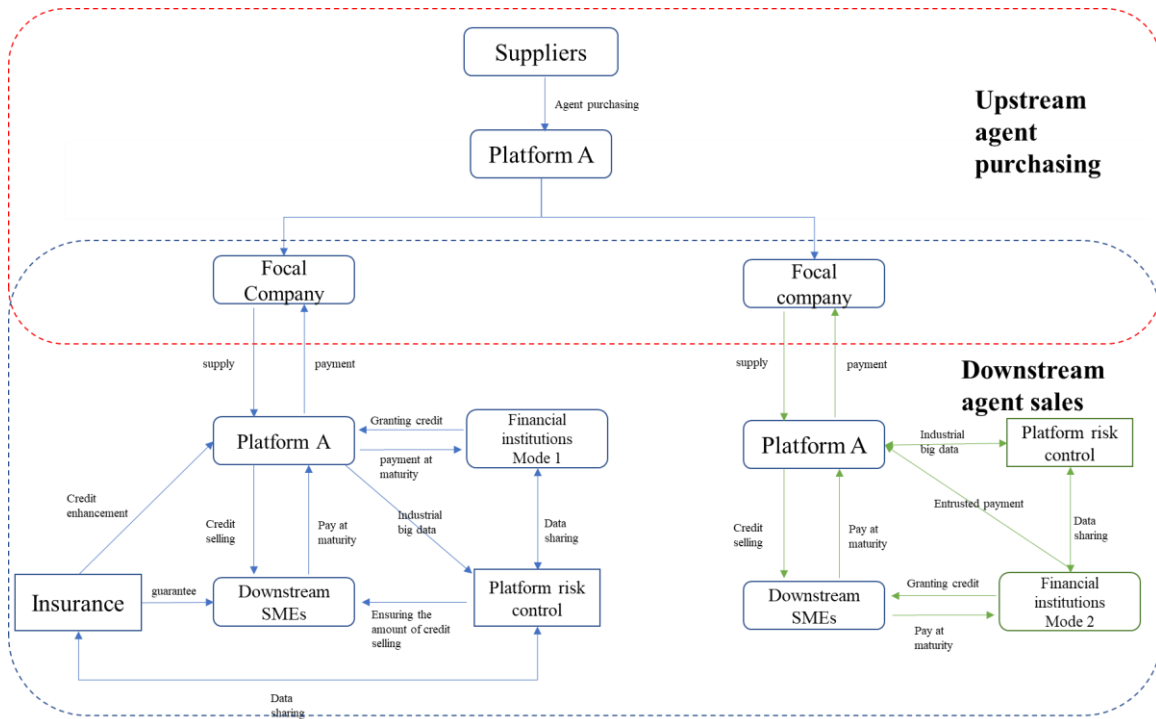 Suppliers
Agent purchasing
Upstream
agent
purchasing
Platform A
Focal
Company
Focal
company
supply
payment
supply
payment
Downstream
agent sales
Platform A
Granting credit
payment at
maturity
Financial
institutions
Mode 1
Platform A
Industrial
big data
Platform risk
control
Credit
enhancement
Credit
selling
Pay at
maturity
Industrial
big data
Data
sharing
Entrusted payment
Credit
selling
Pay at
maturity
Data
sharing
Insurance
guarantee
Downstream
SMEs
Ensuring the
amount of credit
selling
Platform risk
control
Downstream
SMEs
Granting credit
Pay at
maturity
Financial
institutions
Mode 2
Data
sharing